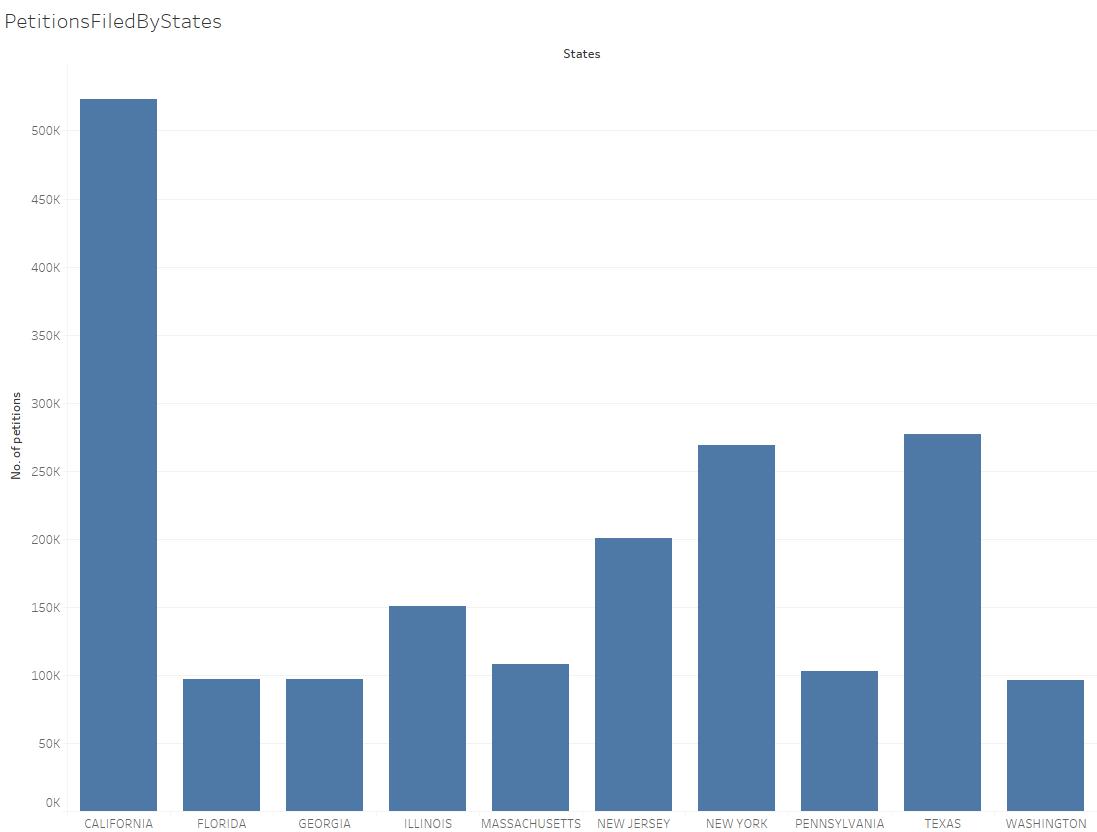 PetitionsFiledByStates
States
No. of petitions
500K
450K
400K
350K
300K
250K
200K
150K
100K
50K
0K
CALIFORNIA FLORIDA GEORGIA ILLINOIS MASSACHUSETTS NEW JERSEY NEW YORK PENNSYLVANIA TEXAS WASHINGTON